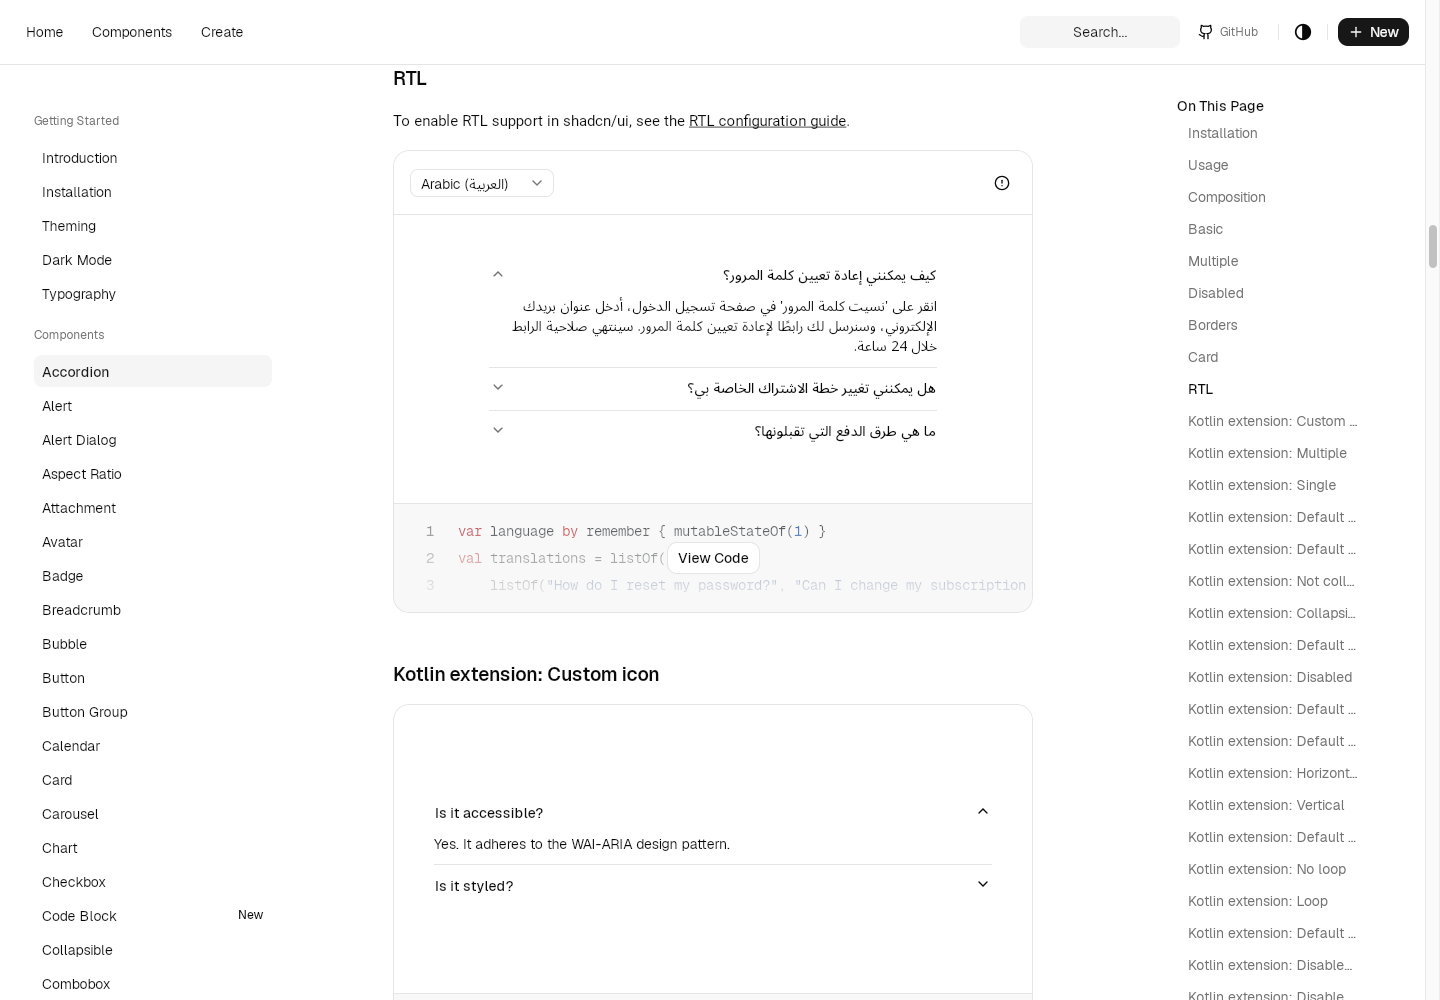 Home
Components
Create
Search...
GitHub
New
Getting Started
Introduction
Installation
Theming
Dark Mode
Typography
Components
Accordion
Alert
Alert Dialog
Aspect Ratio
Attachment
Avatar
Badge
Breadcrumb
Bubble
Button
Button Group
Calendar
Card
Carousel
Chart
Checkbox
Code Block
New
Collapsible
Combobox
RTL
To enable RTL support in shadcn/ui, see the RTL configuration guide.
Arabic (العربية)
كيف يمكنني إعادة تعيين كلمة المرور؟
انقر على 'نسيت كلمة المرور' في صفحة تسجيل الدخول، أدخل عنوان بريدك
الإلكتروني، وسنرسل لك رابطًا لإعادة تعيين كلمة المرور. سينتهي صلاحية الرابط
خلال 24 ساعة.
هل يمكنني تغيير خطة الاشتراك الخاصة بي؟
ما هي طرق الدفع التي تقبلونها؟
1 var language by remember { mutableStateOf(1) }
2 val translations = listOf(
View Code
3 listOf("How do I reset my password?", "Can I change my subscription
Kotlin extension: Custom icon
Is it accessible?
Yes. It adheres to the WAI-ARIA design pattern.
Is it styled?
On This Page
Installation
Usage
Composition
Basic
Multiple
Disabled
Borders
Card
RTL
Kotlin extension: Custom ...
Kotlin extension: Multiple
Kotlin extension: Single
Kotlin extension: Default ...
Kotlin extension: Default ...
Kotlin extension: Not coll...
Kotlin extension: Collapsi...
Kotlin extension: Default ...
Kotlin extension: Disabled
Kotlin extension: Default ...
Kotlin extension: Default ...
Kotlin extension: Horizont...
Kotlin extension: Vertical
Kotlin extension: Default ...
Kotlin extension: No loop
Kotlin extension: Loop
Kotlin extension: Default ...
Kotlin extension: Disable...
Kotlin extension: Disable...